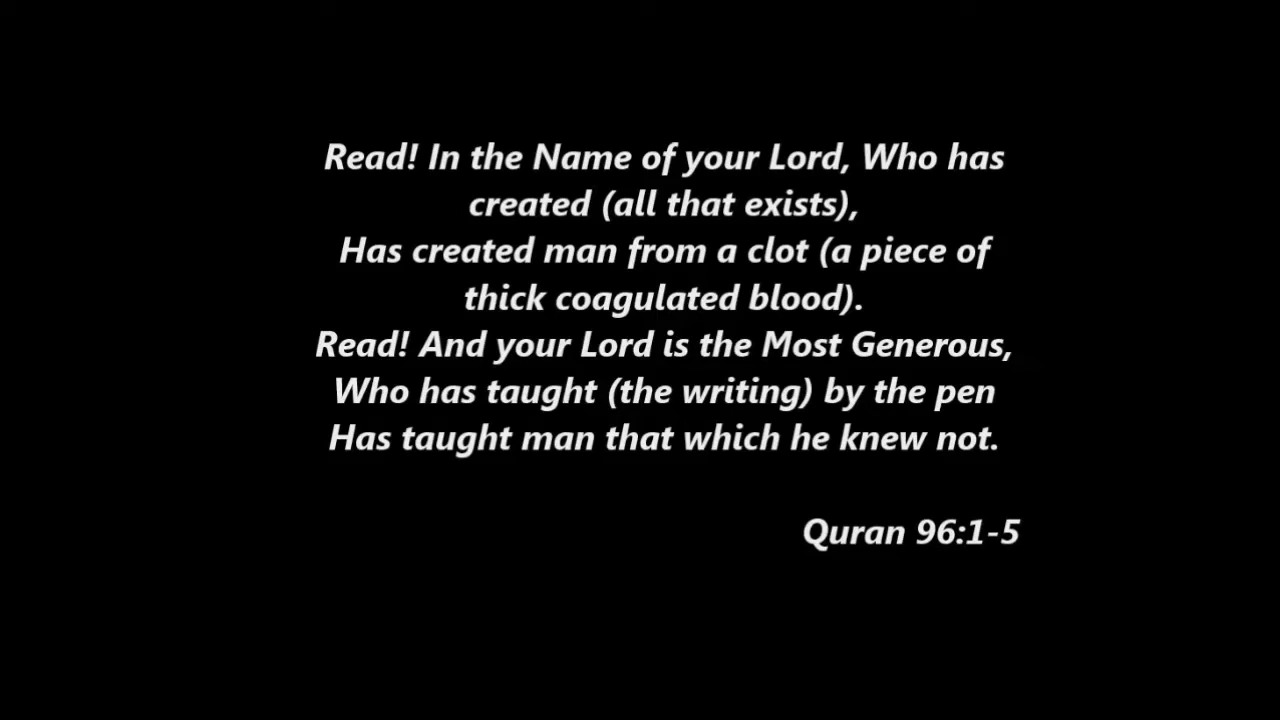 Read! In the Name of your Lord, Who has
created (all that exists),
Has created man from a clot (a piece of
thick coagulated blood).
Read! And your Lord is the Most Generous,
Who has taught (the writing) by the pen
Has taught man that which he knew not.
Quran 96:1-5